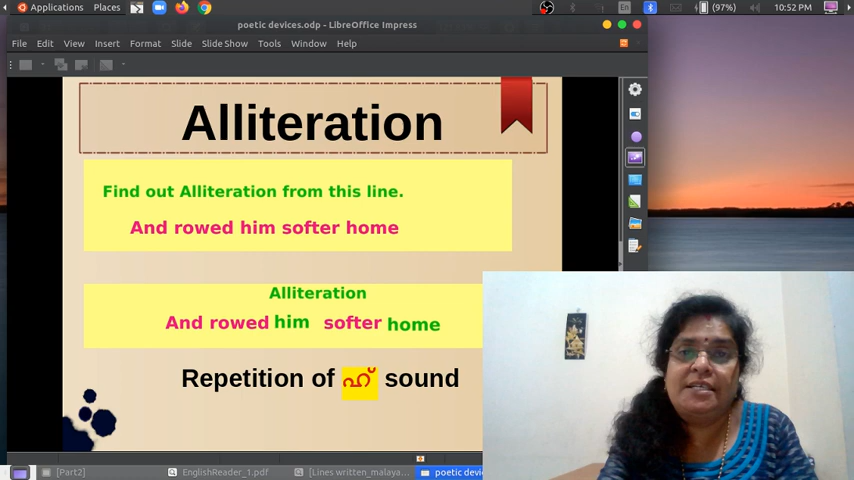 Applications Places En (97%) 10:52 PM
poetic devices.odp - LibreOffice Impress
File Edit View Insert Format Slide Slide Show Tools Window Help
Alliteration
Find out Alliteration from this line.
And rowed him softer home
Alliteration
And rowed him softer home
Repetition of ഹ് sound
[Part2] EnglishReader_1.pdf [Lines written_malaya... poetic devi